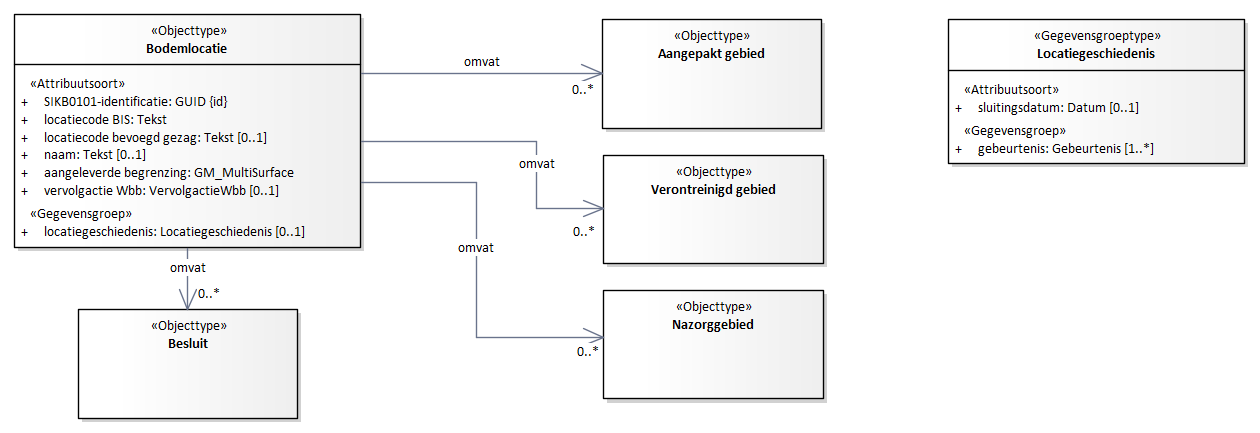 «Objecttype»
Bodemlocatie
«Attribuutsoort»
+ SIKB0101-identificatie: GUID {id}
+ locatiecode BIS: Tekst
+ locatiecode bevoegd gezag: Tekst [0..1]
+ naam: Tekst [0..1]
+ aangeleverde begrenzing: GM_MultiSurface
+ vervolgactie Wbb: VervolgactieWbb [0..1]
«Gegevensgroep»
+ locatiegeschiedenis: Locatiegeschiedenis [0..1]
omvat
0..*
«Objecttype»
Aangepakt gebied
omvat
0..*
«Objecttype»
Verontreinigd gebied
omvat
0..*
«Objecttype»
Nazorggebied
omvat
0..*
«Objecttype»
Besluit
«Gegevensgroeptype»
Locatiegeschiedenis
«Attribuutsoort»
+ sluitingsdatum: Datum [0..1]
«Gegevensgroep»
+ gebeurtenis: Gebeurtenis [1..*]